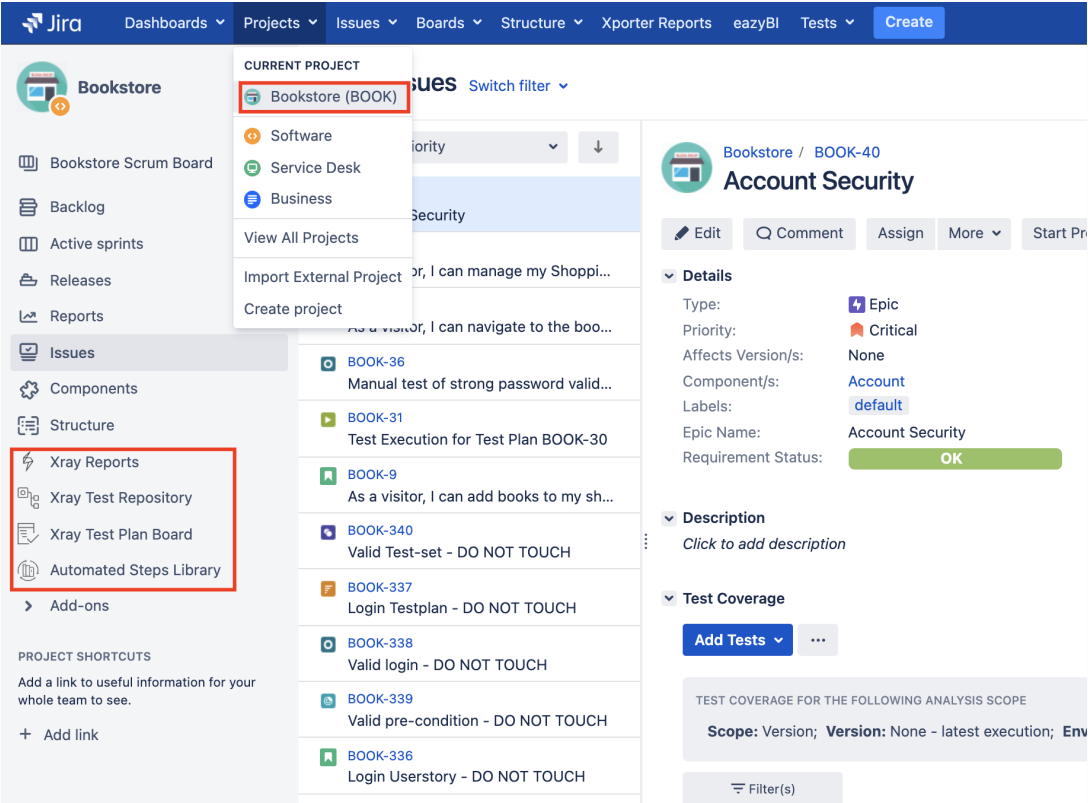 Jira
Dashboards
Projects
Issues
Boards
Structure
Xporter Reports
eazyBI
Tests
Create
Bookstore
Bookstore Scrum Board
Backlog
Active sprints
Releases
Reports
Issues
Components
Structure
Xray Reports
Xray Test Repository
Xray Test Plan Board
Automated Steps Library
Add-ons
PROJECT SHORTCUTS
Add a link to useful information for your
whole team to see.
+ Add link
CURRENT PROJECT
Bookstore (BOOK)
Software
Service Desk
Business
View All Projects
Import External Project
Create project
sues
Switch filter
iority
Security
or, I can manage my Shoppi...
As a visitor, I can navigate to the boo...
BOOK-36
Manual test of strong password valid...
BOOK-31
Test Execution for Test Plan BOOK-30
BOOK-9
As a visitor, I can add books to my sh...
BOOK-340
Valid Test-set - DO NOT TOUCH
BOOK-337
Login Testplan - DO NOT TOUCH
BOOK-338
Valid login - DO NOT TOUCH
BOOK-339
Valid pre-condition - DO NOT TOUCH
BOOK-336
Login Userstory - DO NOT TOUCH
Bookstore / BOOK-40
Account Security
Edit
Comment
Assign
More
Start Pr
Details
Type: Epic
Priority: Critical
Affects Version/s: None
Component/s: Account
Labels: default
Epic Name: Account Security
Requirement Status: OK
Description
Click to add description
Test Coverage
Add Tests
...
TEST COVERAGE FOR THE FOLLOWING ANALYSIS SCOPE
Scope: Version; Version: None - latest execution; Env
Filter(s)